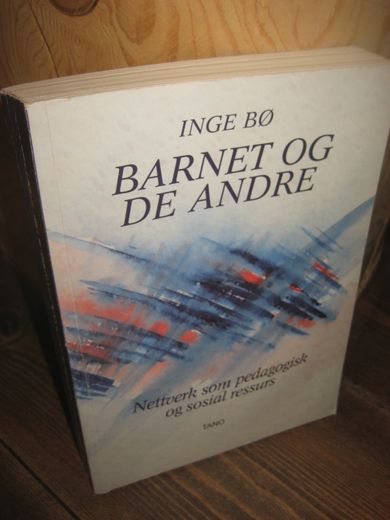 INGE BØ
BARNET OG
DE ANDRE
Nettverk som pedagogisk
og sosial ressurs
TANO